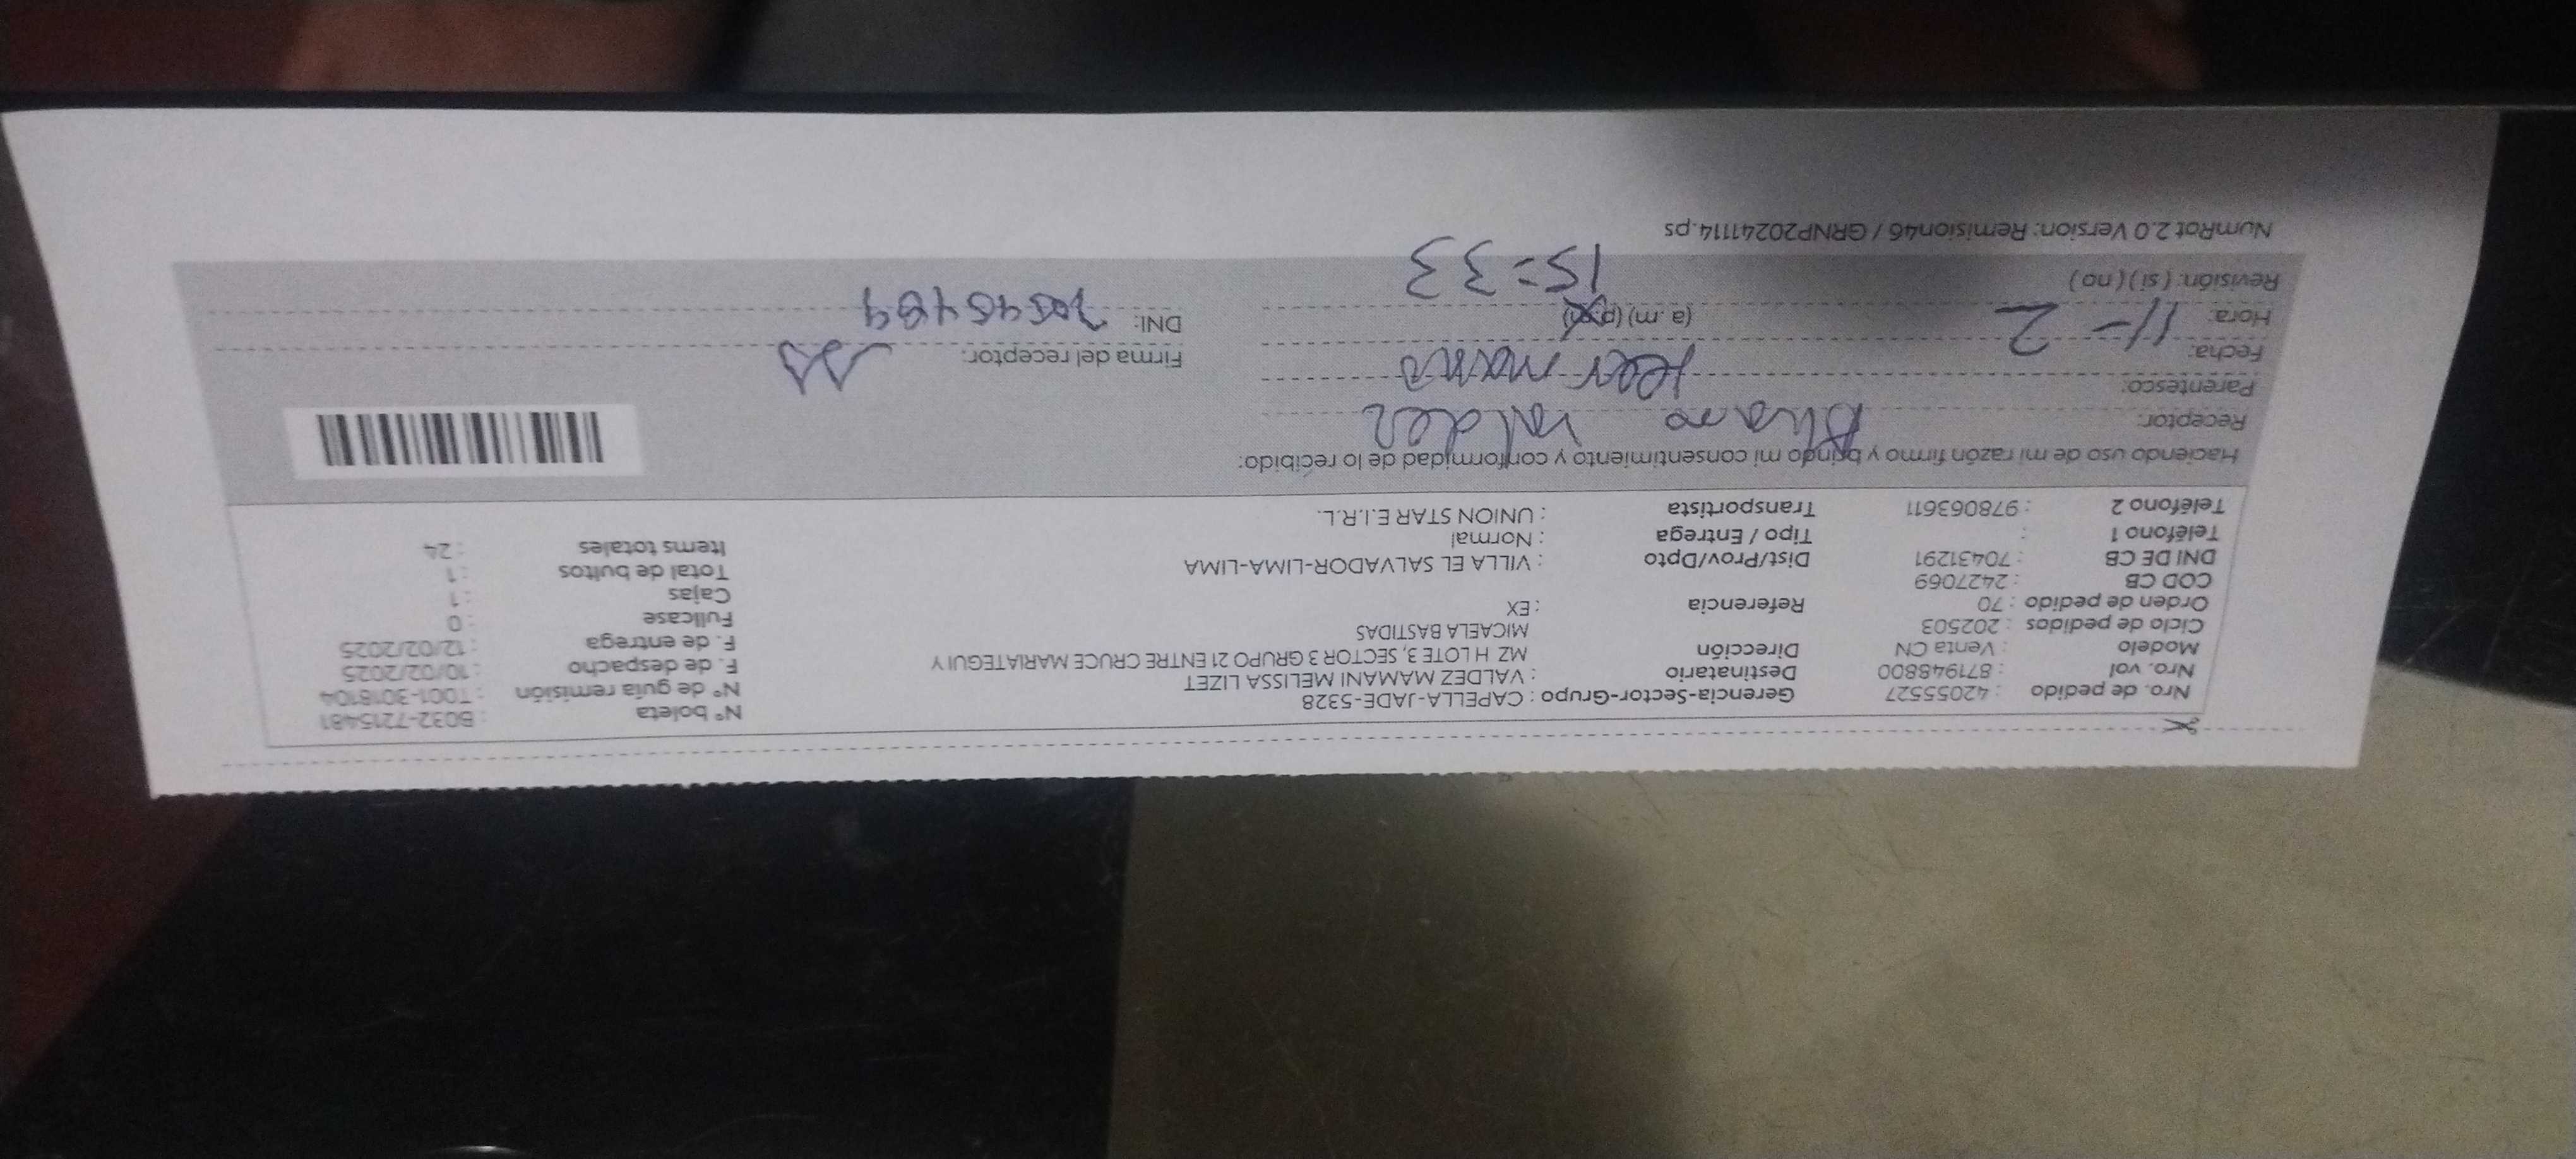 Nro. de pedido : 42055527 Gerencia-Sector-Grupo : CAPELLA-JADE-5328 N° boleta : B032-7215481
Nro. vol : 871948800 Destinatario : VALDEZ MAMANI MELISSA LIZET N° de guía remisión : T001-3018104
Modelo : Venta CN Dirección MZ H LOTE 3, SECTOR 3 GRUPO 21 ENTRE CRUCE MARIATEGUI Y F. de despacho : 10/02/2025
Ciclo de pedidos : 202503 MICAELA BASTIDAS F. de entrega : 12/02/2025
Orden de pedido : 70 Referencia : EX Fullcase : 0
COD CB : 2427069 Cajas : 1
DNI DE CB : 70431291 Dist/Prov/Dpto : VILLA EL SALVADOR-LIMA-LIMA Total de bultos : 1
Teléfono 1 : Tipo / Entrega : Normal Items totales : 24
Teléfono 2 : 978063611 Transportista : UNION STAR E.I.R.L.
Haciendo uso de mi razón firmo y brindo mi consentimiento y conformidad de lo recibido:
Receptor: valdez
Parentesco: hermano
Fecha: 11-2 Firma del receptor:
Hora: (a.m) (p.m) 15=33 DNI:
Revisión: ( si ) ( no )
NumRot 2.0 Version: Remision46 / GRNP20241114.ps